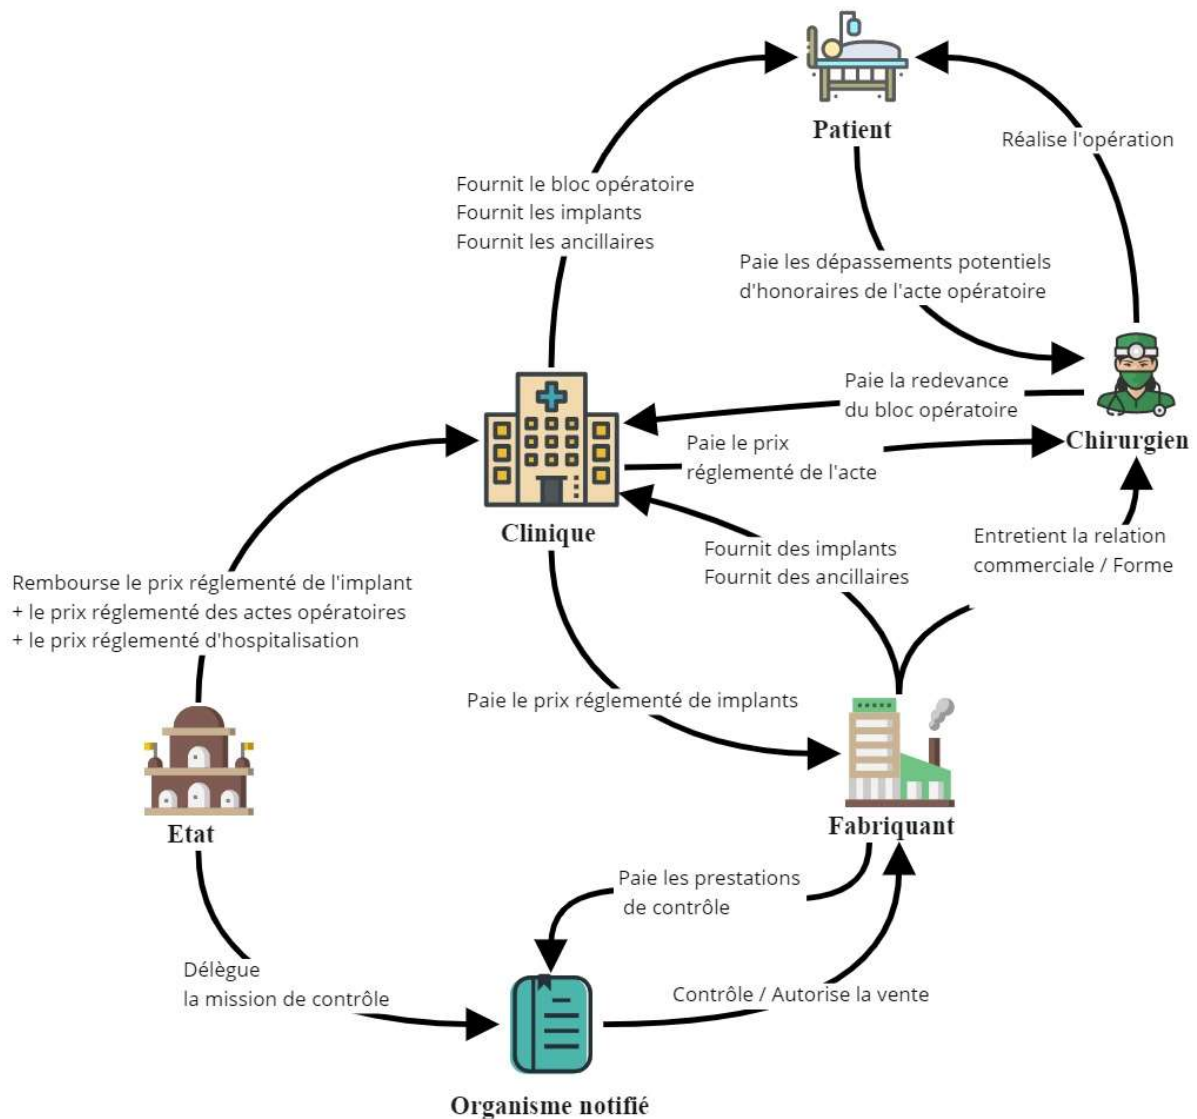 Patient
Réalise l'opération
Fournit le bloc opératoire
Fournit les implants
Fournit les ancillaires
Paie les dépassements potentiels
d'honoraires de l'acte opératoire
Paie la redevance
du bloc opératoire
Chirurgien
Paie le prix
réglementé de l'acte
Clinique
Fournit des implants
Fournit des ancillaires
Entretient la relation
commerciale / Forme
Rembourse le prix réglementé de l'implant
+ le prix réglementé des actes opératoires
+ le prix réglementé d'hospitalisation
Paie le prix réglementé de implants
Etat
Fabriquant
Paie les prestations
de contrôle
Délègue
la mission de contrôle
Contrôle / Autorise la vente
Organisme notifié